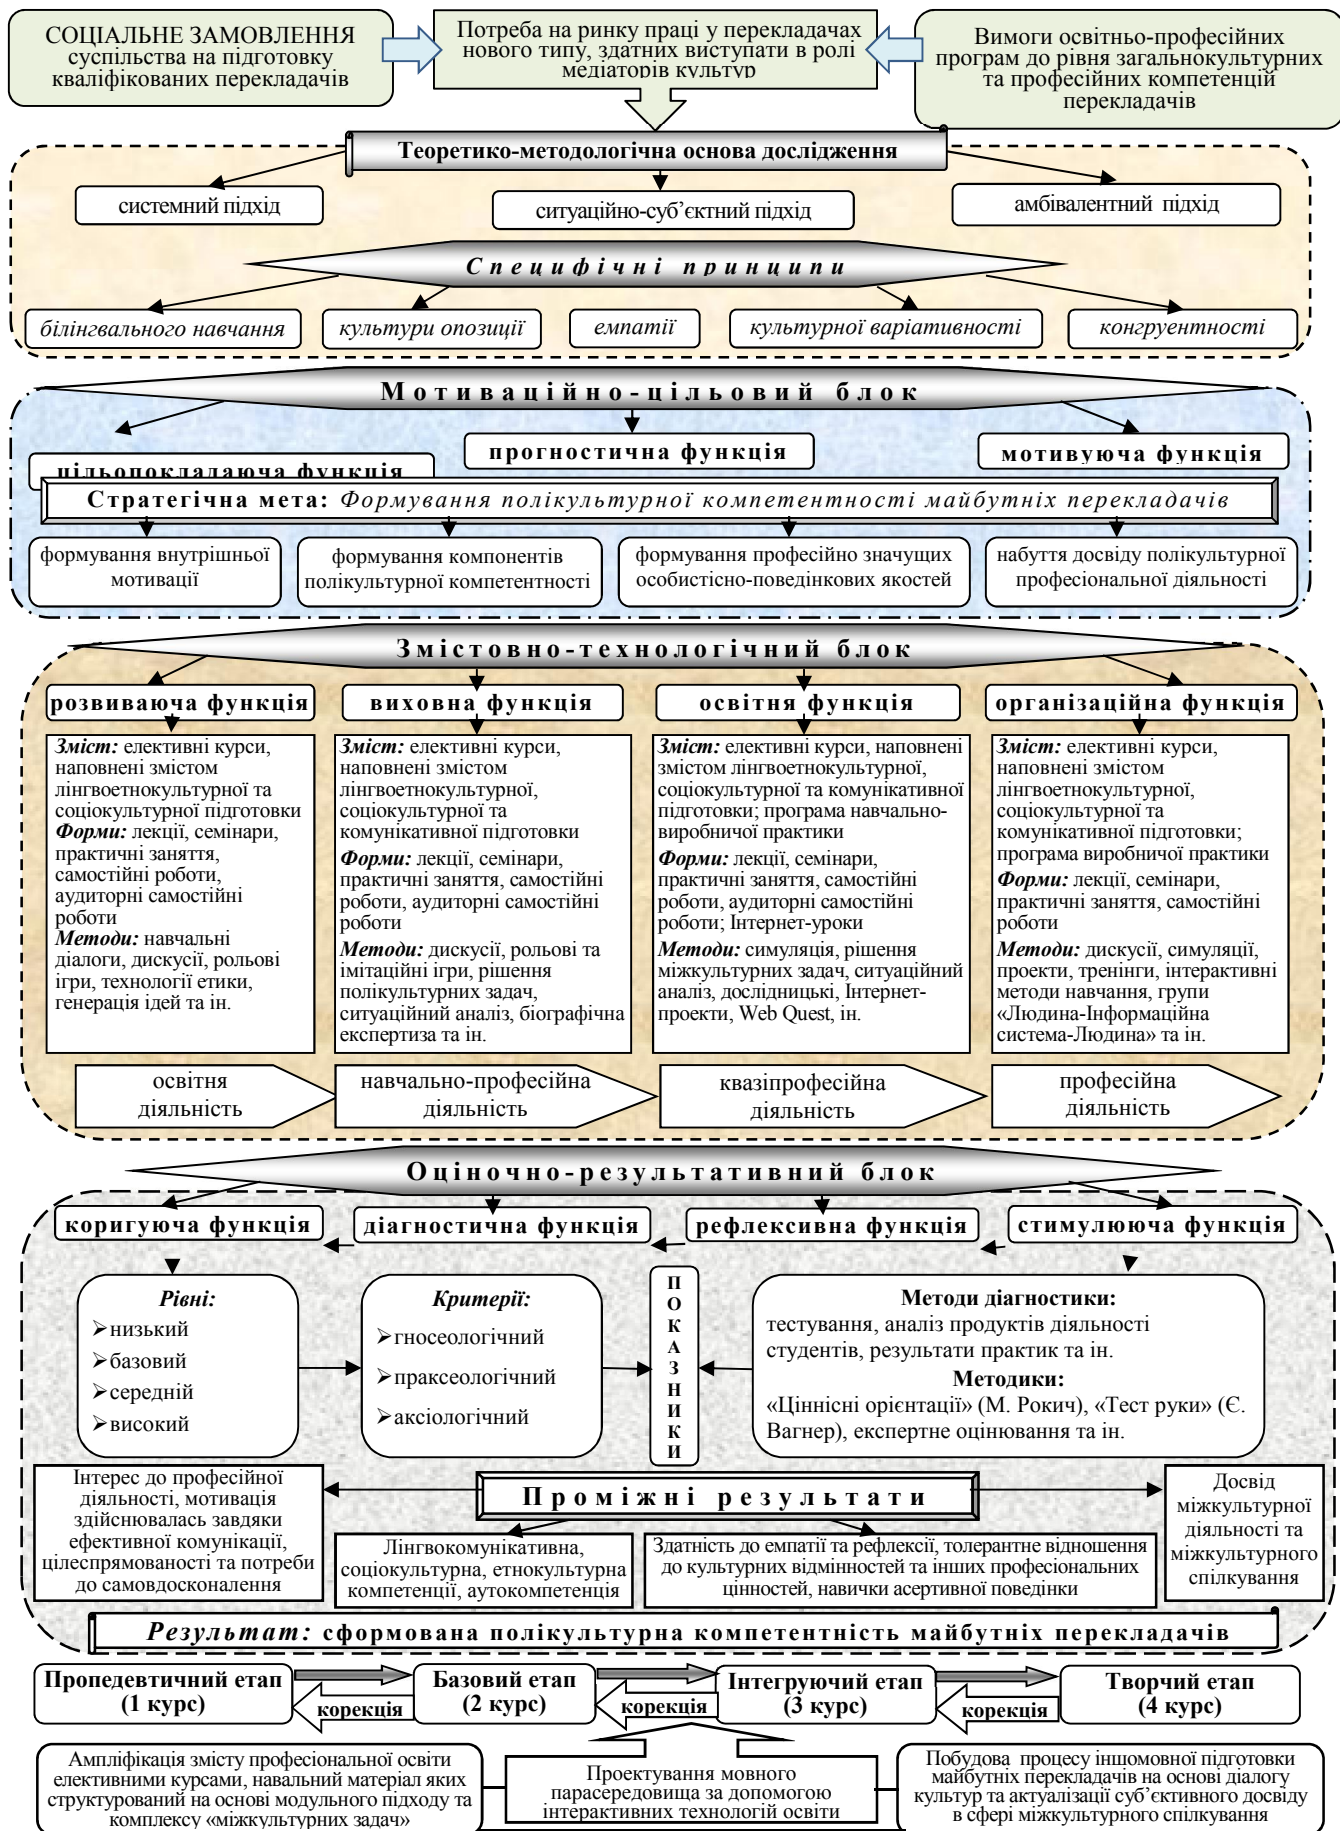 СОЦІАЛЬНЕ ЗАМОВЛЕННЯ
суспільства на підготовку
кваліфікованих перекладачів
Потреба на ринку праці у перекладачах
нового типу, здатних виступати в ролі
медіаторів культур
Вимоги освітньо-професійних
програм до рівня загальнокультурних
та професійних компетенцій
перекладачів
Теоретико-методологічна основа дослідження
системний підхід
ситуаційно-суб’єктний підхід
амбівалентний підхід
Специфічні принципи
білінгвального навчання
культури опозиції
емпатії
культурної варіативності
конгруентності
Мотиваційно-цільовий блок
цільопокладаюча функція
прогностична функція
мотивуюча функція
Стратегічна мета: Формування полікультурної компетентності майбутніх перекладачів
формування внутрішньої
мотивації
формування компонентів
полікультурної компетентності
формування професійно значущих
особистісно-поведінкових якостей
набуття досвіду полікультурної
професіональної діяльності
Змістовно-технологічний блок
розвиваюча функція
виховна функція
освітня функція
організаційна функція
Зміст: елективні курси,
наповнені змістом
лінгвоетнокультурної та
соціокультурної підготовки
Форми: лекції, семінари,
практичні заняття,
самостійні роботи,
аудиторні самостійні
роботи
Методи: навчальні
діалоги, дискусії, рольові
ігри, технології етики,
генерація ідей та ін.
Зміст: елективні курси,
наповнені змістом
лінгвоетнокультурної,
соціокультурної та
комунікативної підготовки
Форми: лекції, семінари,
практичні заняття, самостійні
роботи, аудиторні самостійні
роботи
Методи: дискусії, рольові та
імітаційні ігри, рішення
полікультурних задач,
ситуаційний аналіз, біографічна
експертиза та ін.
Зміст: елективні курси, наповнені
змістом лінгвоетнокультурної,
соціокультурної та комунікативної
підготовки; програма навчально-
виробничої практики
Форми: лекції, семінари,
практичні заняття, самостійні
роботи, аудиторні самостійні
роботи; Інтернет-уроки
Методи: симуляція, рішення
міжкультурних задач, ситуаційний
аналіз, дослідницькі, Інтернет-
проекти, Web Quest, ін.
Зміст: елективні курси,
наповнені змістом
лінгвоетнокультурної,
соціокультурної та
комунікативної підготовки;
програма виробничої практики
Форми: лекції, семінари,
практичні заняття, самостійні
роботи
Методи: дискусії, симуляції,
проекти, тренінги, інтерактивні
методи навчання, групи
«Людина-Інформаційна
система-Людина» та ін.
освітня
діяльність
навчально-професійна
діяльність
квазіпрофесійна
діяльність
професійна
діяльність
Оціночно-результативний блок
коригуюча функція
діагностична функція
рефлексивна функція
стимулююча функція
Рівні:
➢низький
➢базовий
➢середній
➢високий
Критерії:
➢гносеологічний
➢праксеологічний
➢аксіологічний
П
О
К
А
З
Н
И
К
И
Методи діагностики:
тестування, аналіз продуктів діяльності
студентів, результати практик та ін.
Методики:
«Ціннісні орієнтації» (М. Рокич), «Тест руки» (Є.
Вагнер), експертне оцінювання та ін.
Інтерес до професійної
діяльності, мотивація
здійснювалась завдяки
ефективної комунікації,
цілеспрямованості та потреби
до самовдосконалення
Проміжні результати
Лінгвокомунікативна,
соціокультурна, етнокультурна
компетенції, аутокомпетенція
Здатність до емпатії та рефлексії, толерантне відношення
до культурних відмінностей та інших професіональних
цінностей, навички асертивної поведінки
Досвід
міжкультурної
діяльності та
міжкультурного
спілкування
Результат: сформована полікультурна компетентність майбутніх перекладачів
Пропедевтичний етап
(1 курс)
корекція
Базовий етап
(2 курс)
корекція
Інтегруючий етап
(3 курс)
корекція
Творчий етап
(4 курс)
Ампліфікація змісту професіональної освіти
елективними курсами, навальний матеріал яких
структурований на основі модульного підходу та
комплексу «міжкультурних задач»
Проектування мовного
парасередовища за допомогою
інтерактивних технологій освіти
Побудова процесу іншомовної підготовки
майбутніх перекладачів на основі діалогу
культур та актуалізації суб’єктивного досвіду
в сфері міжкультурного спілкування